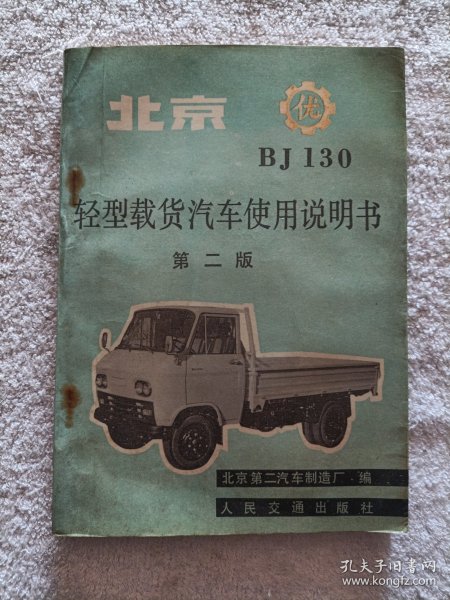 北京
优
BJ 130
轻型载货汽车使用说明书
第二版
北京第二汽车制造厂·编
人民交通出版社
孔夫子旧书网
www.kongfz.com